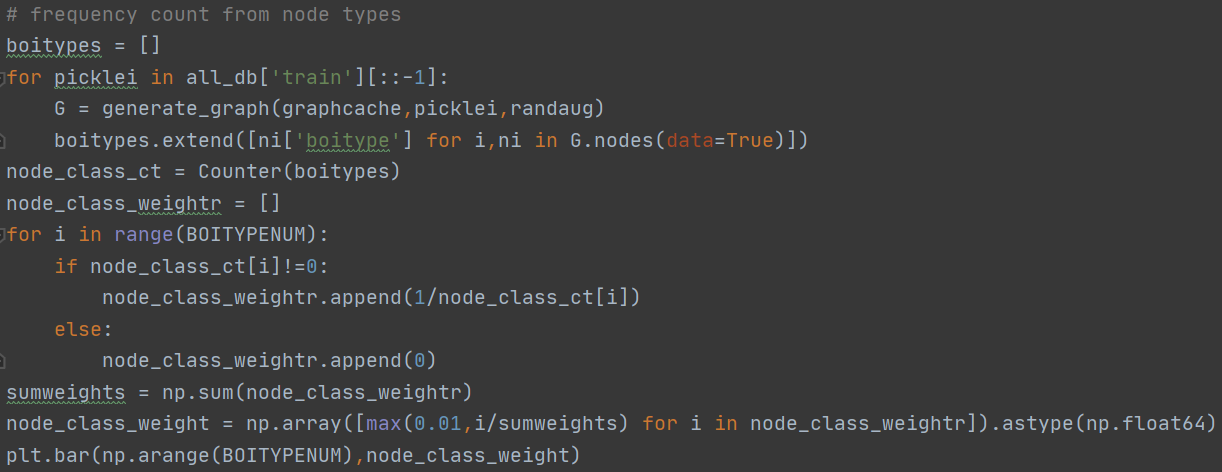 # frequency count from node types
boitypes = []
for picklei in all_db['train'][::-1]:
    G = generate_graph(graphcache,picklei,randaug)
    boitypes.extend([ni['boitype'] for i,ni in G.nodes(data=True)])
node_class_ct = Counter(boitypes)
node_class_weightr = []
for i in range(BOITYPENUM):
    if node_class_ct[i]!=0:
        node_class_weightr.append(1/node_class_ct[i])
    else:
        node_class_weightr.append(0)
sumweights = np.sum(node_class_weightr)
node_class_weight = np.array([max(0.01,i/sumweights) for i in node_class_weightr]).astype(np.float64)
plt.bar(np.arange(BOITYPENUM),node_class_weight)